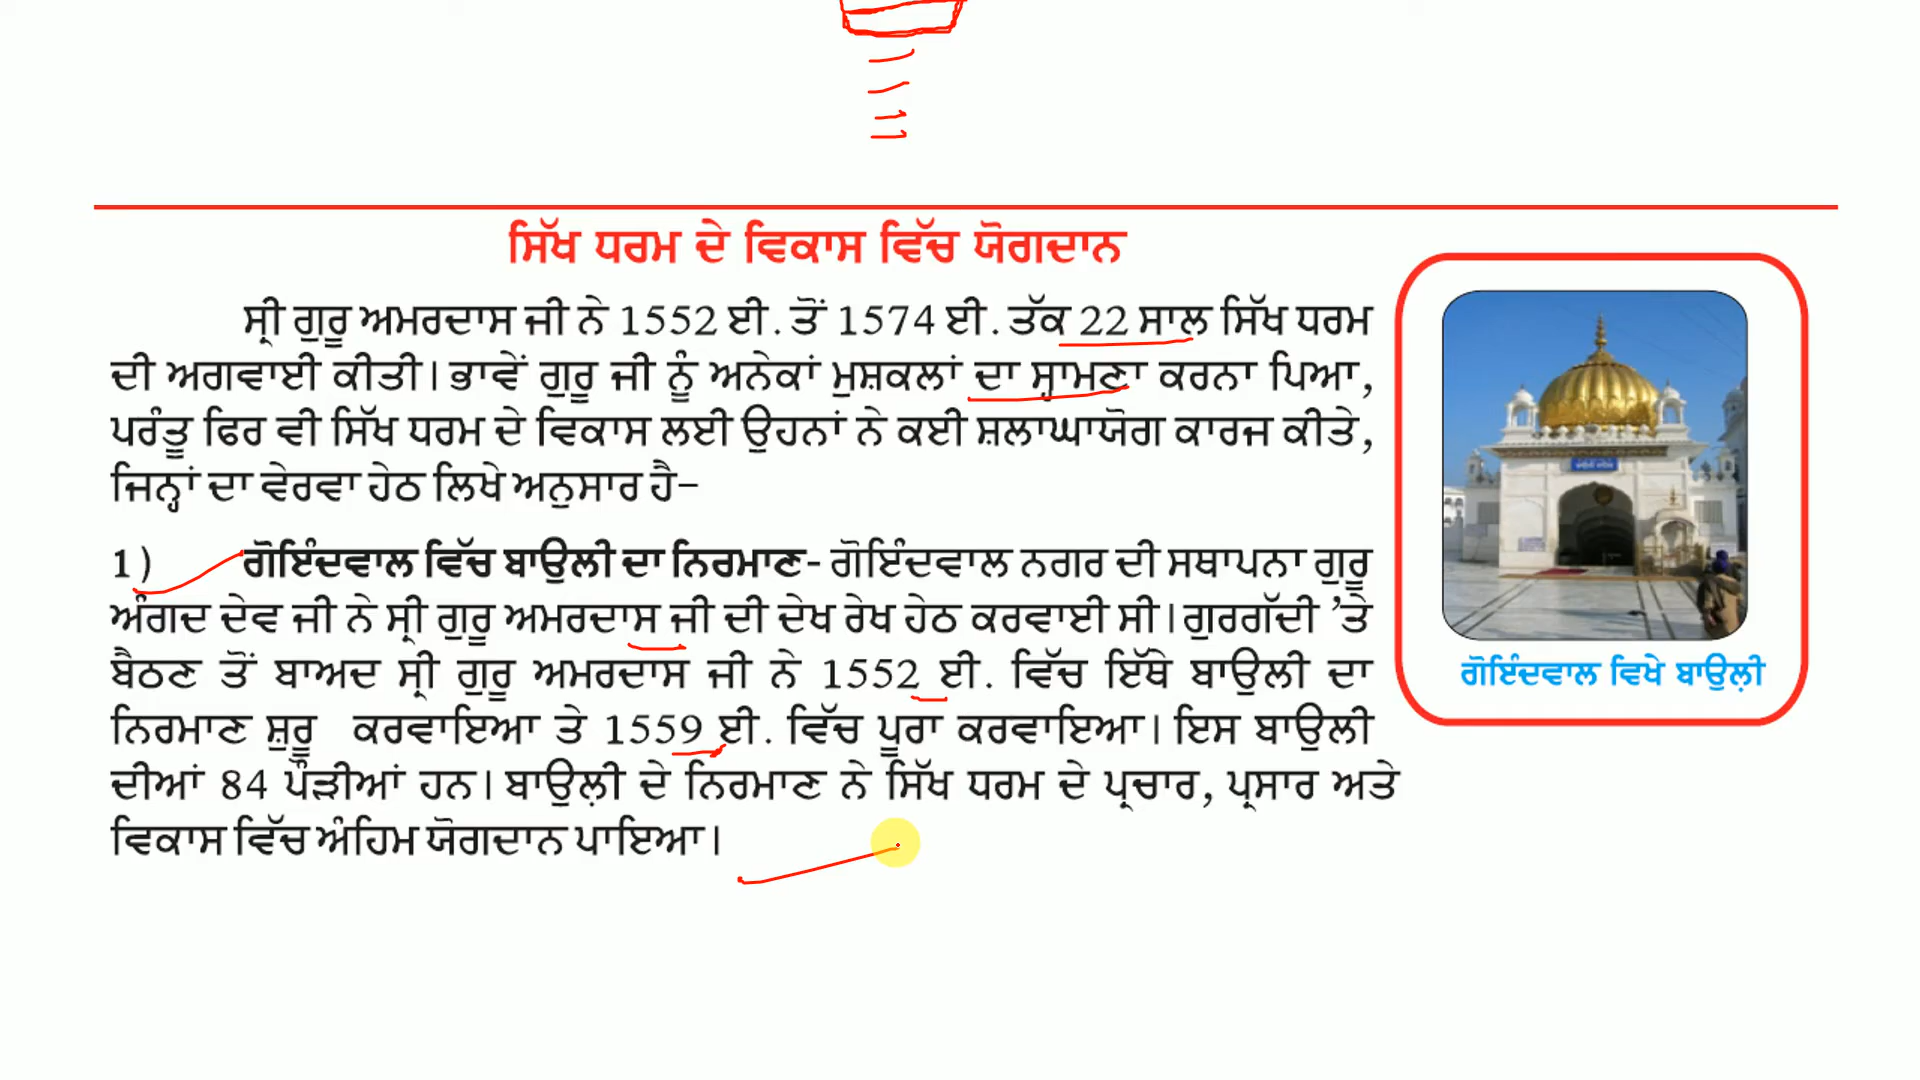 ਸਿੱਖ ਧਰਮ ਦੇ ਵਿਕਾਸ ਵਿੱਚ ਯੋਗਦਾਨ
ਸ੍ਰੀ ਗੁਰੂ ਅਮਰਦਾਸ ਜੀ ਨੇ 1552 ਈ. ਤੋਂ 1574 ਈ. ਤੱਕ 22 ਸਾਲ ਸਿੱਖ ਧਰਮ
ਦੀ ਅਗਵਾਈ ਕੀਤੀ। ਭਾਵੇਂ ਗੁਰੂ ਜੀ ਨੂੰ ਅਨੇਕਾਂ ਮੁਸ਼ਕਲਾਂ ਦਾ ਸ੍ਹਾਮਣਾ ਕਰਨਾ ਪਿਆ,
ਪਰੰਤੂ ਫਿਰ ਵੀ ਸਿੱਖ ਧਰਮ ਦੇ ਵਿਕਾਸ ਲਈ ਉਹਨਾਂ ਨੇ ਕਈ ਸ਼ਲਾਘਾਯੋਗ ਕਾਰਜ ਕੀਤੇ,
ਜਿਨ੍ਹਾਂ ਦਾ ਵੇਰਵਾ ਹੇਠ ਲਿਖੇ ਅਨੁਸਾਰ ਹੈ–
1) ਗੋਇੰਦਵਾਲ ਵਿੱਚ ਬਾਉਲੀ ਦਾ ਨਿਰਮਾਣ- ਗੋਇੰਦਵਾਲ ਨਗਰ ਦੀ ਸਥਾਪਨਾ ਗੁਰੂ
ਅੰਗਦ ਦੇਵ ਜੀ ਨੇ ਸ੍ਰੀ ਗੁਰੂ ਅਮਰਦਾਸ ਜੀ ਦੀ ਦੇਖ ਰੇਖ ਹੇਠ ਕਰਵਾਈ ਸੀ। ਗੁਰਗੱਦੀ ’ਤੇ
ਬੈਠਣ ਤੋਂ ਬਾਅਦ ਸ੍ਰੀ ਗੁਰੂ ਅਮਰਦਾਸ ਜੀ ਨੇ 1552 ਈ. ਵਿੱਚ ਇੱਥੇ ਬਾਉਲੀ ਦਾ
ਨਿਰਮਾਣ ਸ਼ੁਰੂ ਕਰਵਾਇਆ ਤੇ 1559 ਈ. ਵਿੱਚ ਪੂਰਾ ਕਰਵਾਇਆ। ਇਸ ਬਾਉਲੀ
ਦੀਆਂ 84 ਪੌੜੀਆਂ ਹਨ। ਬਾਉਲ਼ੀ ਦੇ ਨਿਰਮਾਣ ਨੇ ਸਿੱਖ ਧਰਮ ਦੇ ਪ੍ਰਚਾਰ, ਪ੍ਰਸਾਰ ਅਤੇ
ਵਿਕਾਸ ਵਿੱਚ ਅੰਹਿਮ ਯੋਗਦਾਨ ਪਾਇਆ।
ਗੋਇੰਦਵਾਲ ਵਿਖੇ ਬਾਉਲ਼ੀ